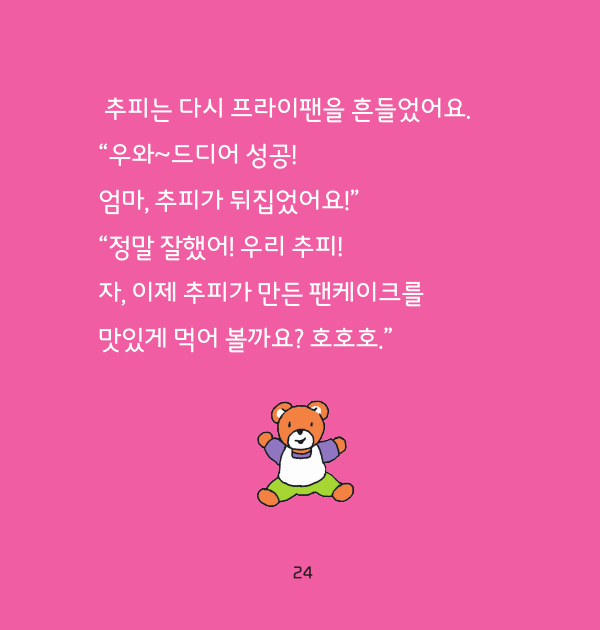 추피는 다시 프라이팬을 흔들었어요.
“우와~드디어 성공!
엄마, 추피가 뒤집었어요!”
“정말 잘했어! 우리 추피!
자, 이제 추피가 만든 팬케이크를
맛있게 먹어 볼까요? 호호호.”
24